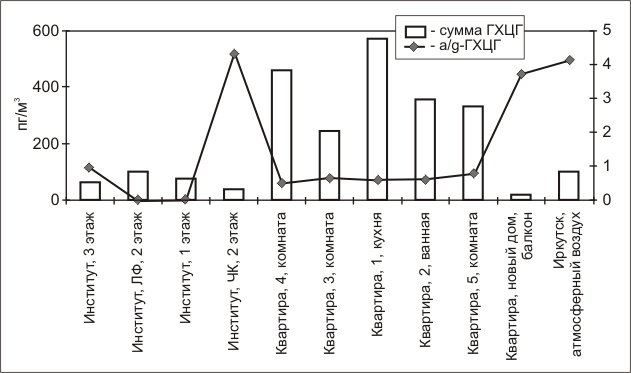 600
400
200
0
пг/м³
- сумма ГХЦГ
- a/g-ГХЦГ
5
4
3
2
1
0
Институт, 3 этаж
Институт, ЛФ, 2 этаж
Институт, 1 этаж
Институт, ЧК, 2 этаж
Квартира, 4, комната
Квартира, 3, комната
Квартира, 1, кухня
Квартира, 2, ванная
Квартира, 5, комната
Квартира, новый дом,
балкон
Иркутск,
атмосферный воздух